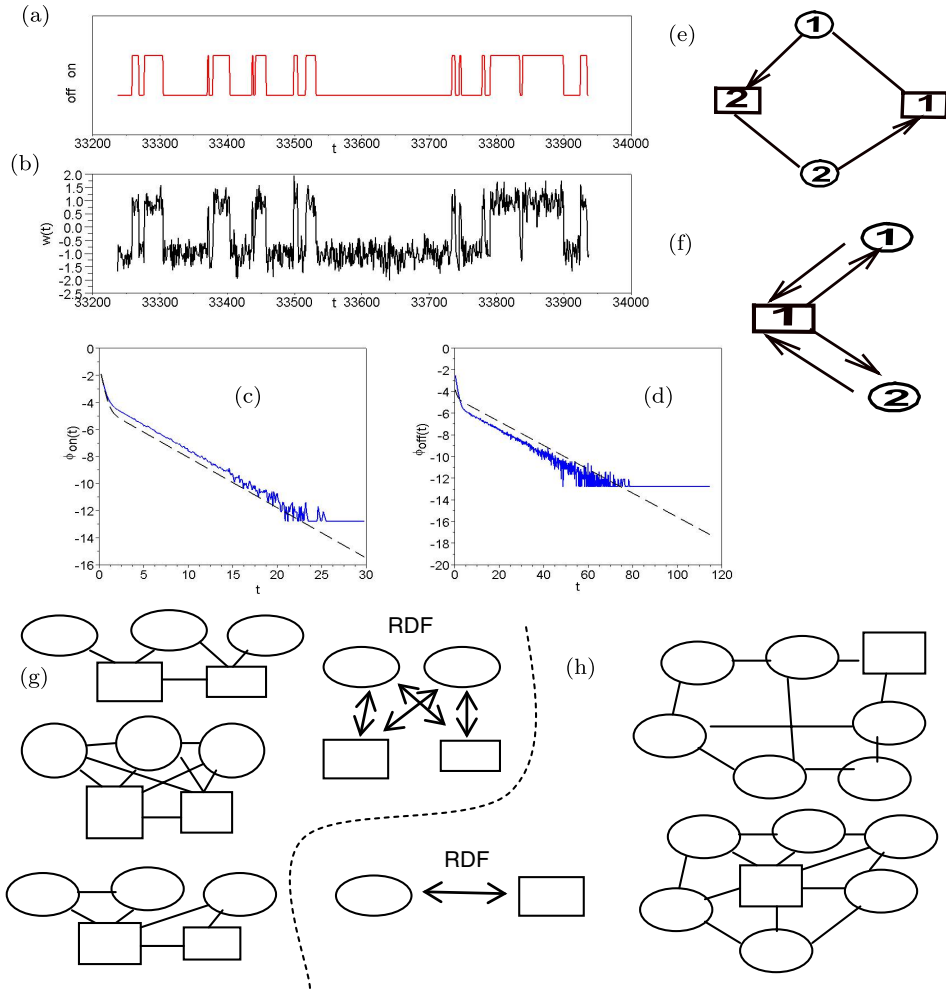 (a)
on
off
33200 33300 33400 33500 33600 33700 33800 33900 34000
t
(b)
2.0
1.5
1.0
0.5
-0.0
-0.5
-1.0
-1.5
-2.0
-2.5
w(t)
33200 33300 33400 33500 33600 33700 33800 33900 34000
t
(c)
0
-2
-4
-6
-8
-10
-12
-14
-16
ϕon(t)
0 5 10 15 20 25 30
t
(d)
0
-2
-4
-6
-8
-10
-12
-14
-16
-18
-20
ϕoff(t)
0 20 40 60 80 100 120
t
(e)
1
2
1
2
(f)
1
1
2
(g)
RDF
RDF
(h)